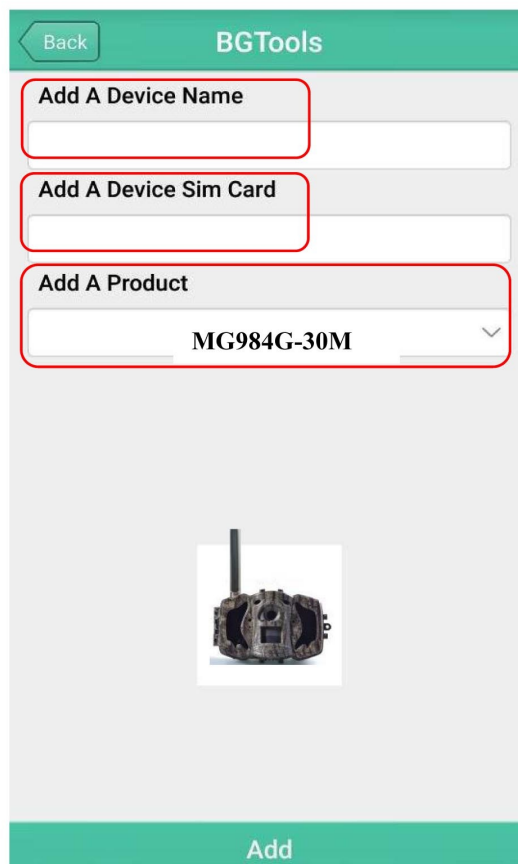 Back
BGTools
Add A Device Name
Add A Device Sim Card
Add A Product
MG984G-30M
Add